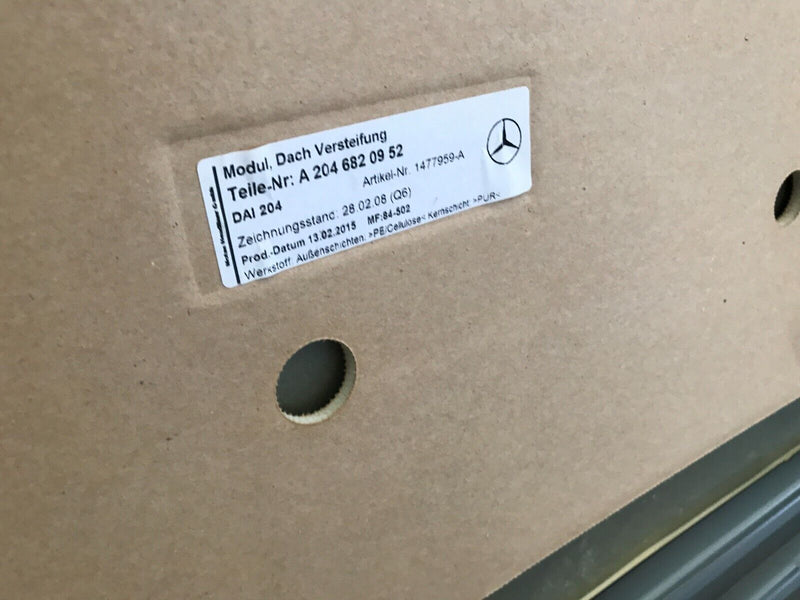 Modul, Dach Versteifung
Teile-Nr: A 204 682 09 52
Artikel-Nr. 1477959-A
DAI 204
Zeichnungsstand: 28.02.08 (Q6)
Prod.-Datum 13.02.2015 MF:84-502
Werkstoff: Außenschichten: >PE/Cellulose< Kernschicht: >PUR<